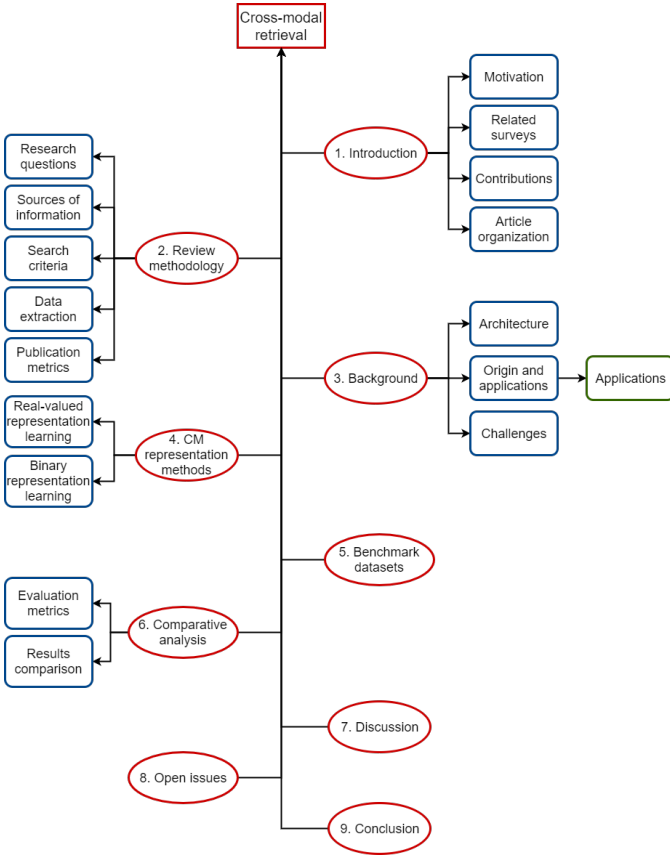 Cross-modal
retrieval
1. Introduction
Motivation
Related
surveys
Contributions
Article
organization
2. Review
methodology
Research
questions
Sources of
information
Search
criteria
Data
extraction
Publication
metrics
3. Background
Architecture
Origin and
applications
Applications
Challenges
4. CM
representation
methods
Real-valued
representation
learning
Binary
representation
learning
5. Benchmark
datasets
6. Comparative
analysis
Evaluation
metrics
Results
comparison
7. Discussion
8. Open issues
9. Conclusion